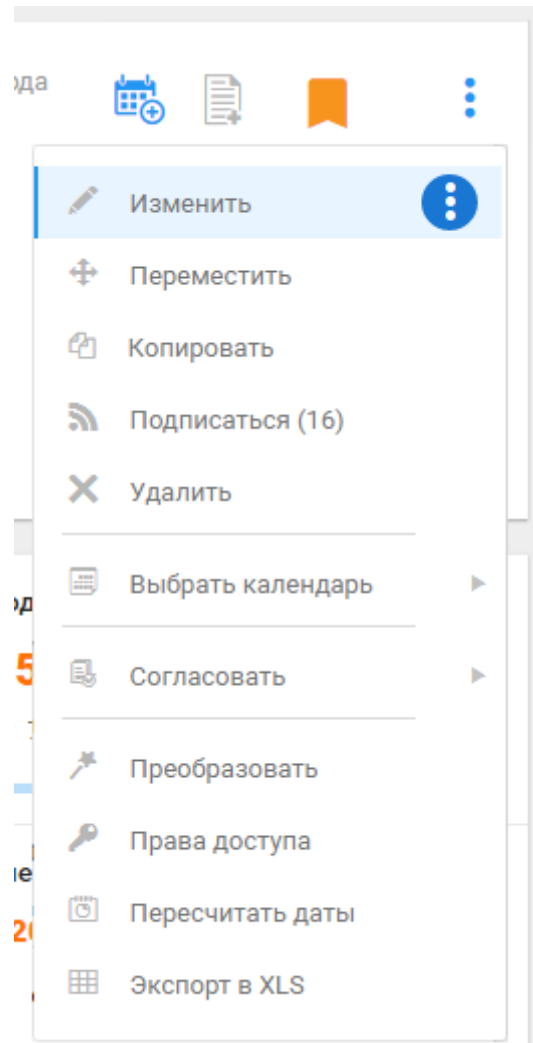 Изменить
Переместить
Копировать
Подписаться (16)
Удалить
Выбрать календарь
Согласовать
Преобразовать
Права доступа
Пересчитать даты
Экспорт в XLS